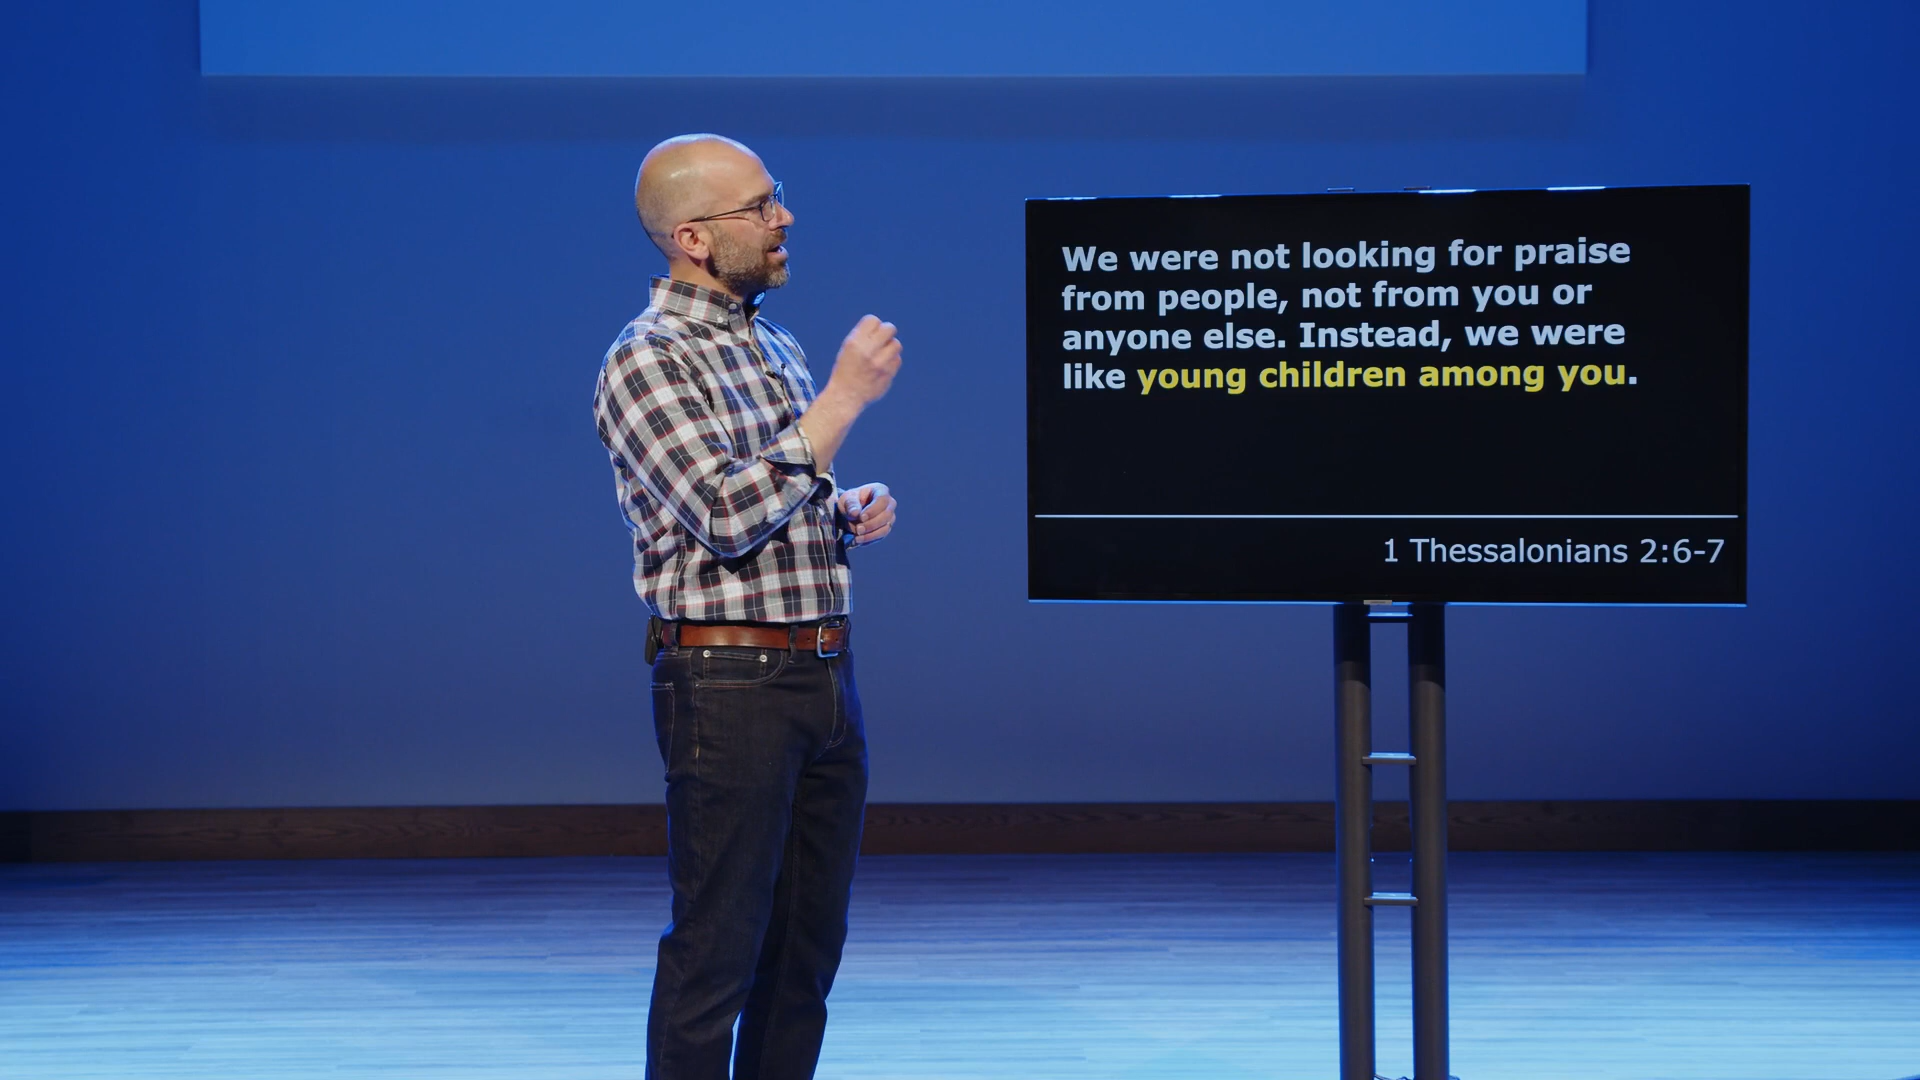 We were not looking for praise
from people, not from you or
anyone else. Instead, we were
like young children among you.
1 Thessalonians 2:6-7